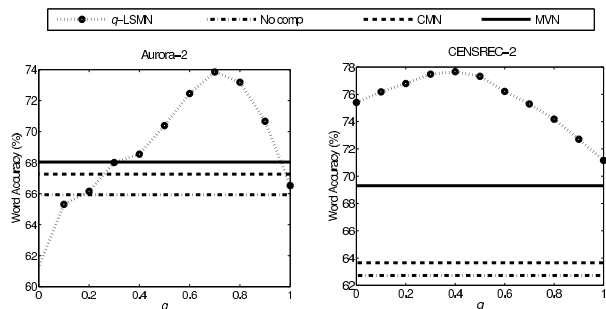 q–LSMN No comp CMN MVN
Aurora–2
Word Accuracy (%)
74
72
70
68
66
64
62
60
0 0.2 0.4 0.6 0.8 1
q
CENSREC–2
Word Accuracy (%)
78
76
74
72
70
68
66
64
62
0 0.2 0.4 0.6 0.8 1
q